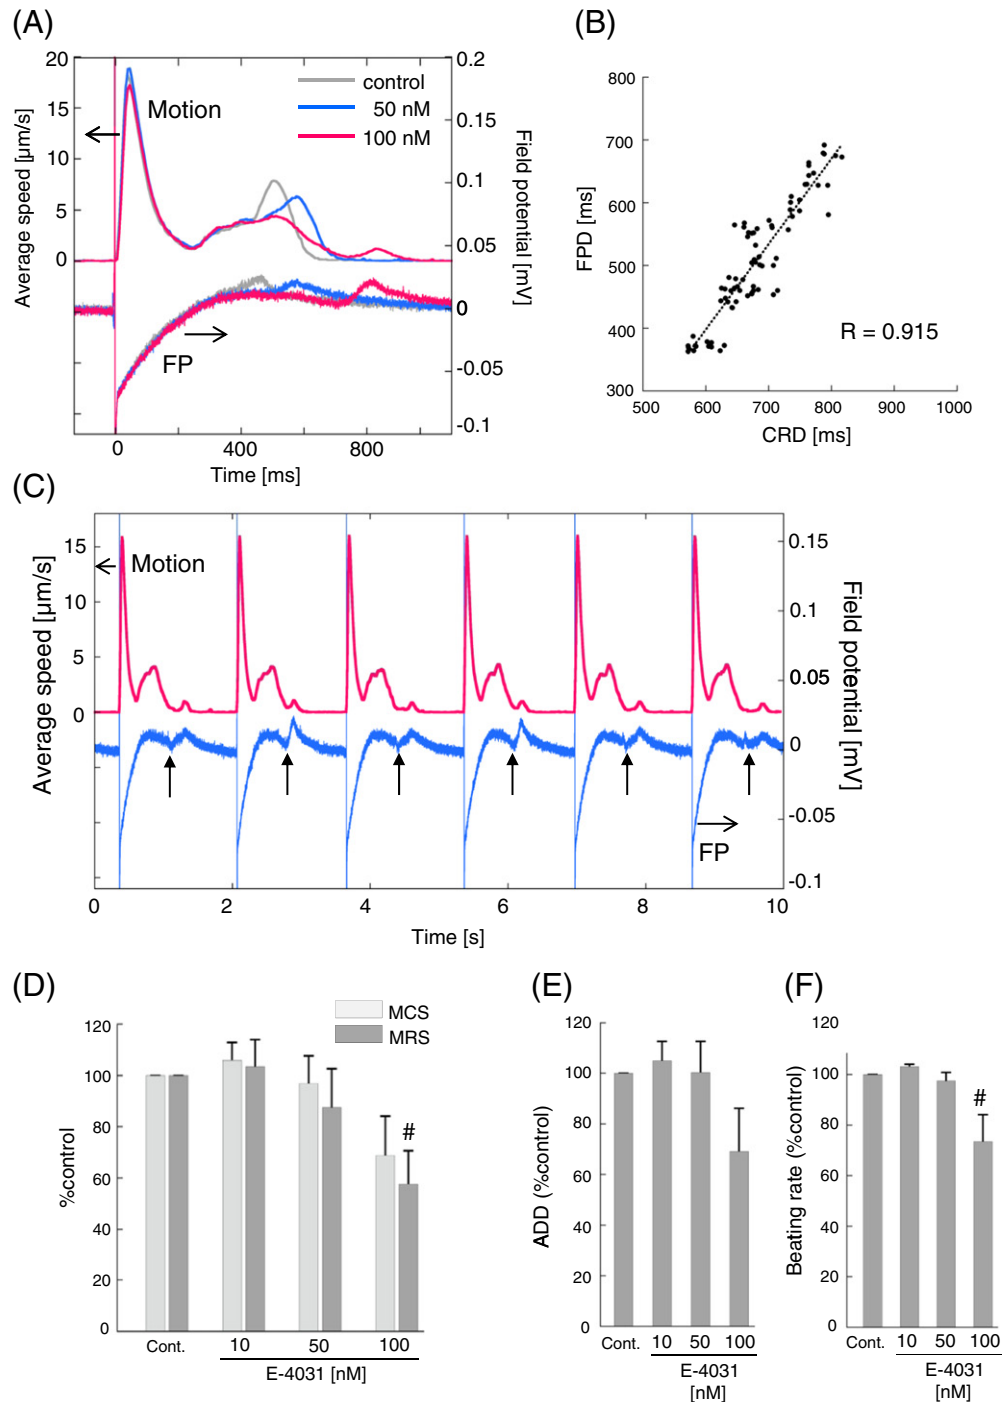 (A)
20
15
10
5
0
Average speed [µm/s]
Motion
control
50 nM
100 nM
0.2
0.15
0.1
0.05
0
-0.05
-0.1
Field potential [mV]
FP
0
400
800
Time [ms]
(B)
800
700
600
500
400
300
FPD [ms]
R = 0.915
500
600
700
800
900
1000
CRD [ms]
(C)
15
10
5
0
Average speed [µm/s]
Motion
0.15
0.1
0.05
0
-0.05
-0.1
Field potential [mV]
FP
0
2
4
6
8
10
Time [s]
(D)
120
100
80
60
40
20
0
%control
MCS
MRS
#
Cont.
10
50
100
E-4031 [nM]
(E)
120
100
80
60
40
20
0
ADD (%control)
Cont.
10
50
100
E-4031
[nM]
(F)
120
100
80
60
40
20
0
Beating rate (%control)
#
Cont.
10
50
100
E-4031
[nM]